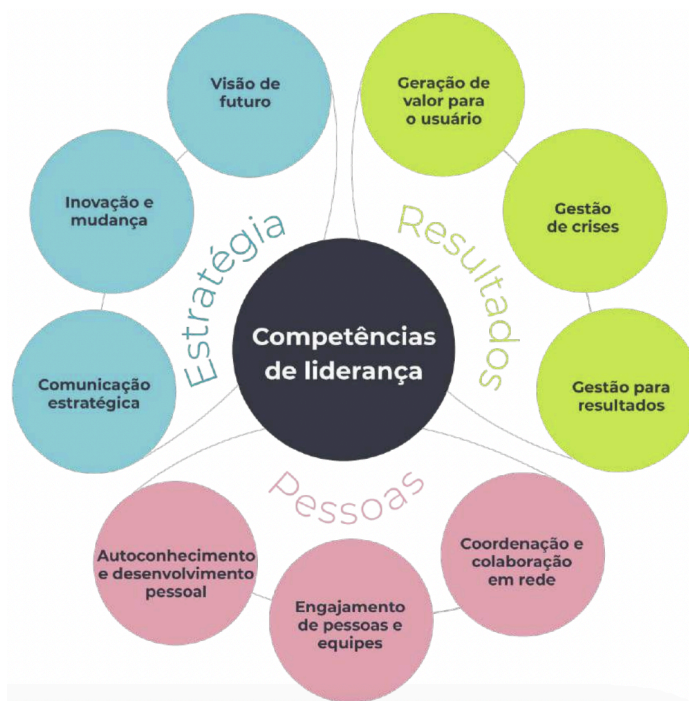 Visão de
futuro
Inovação e
mudança
Comunicação
estratégica
Estratégia
Geração de
valor para
o usuário
Gestão
de crises
Gestão para
resultados
Resultados
Competências
de liderança
Pessoas
Autoconhecimento
e desenvolvimento
pessoal
Engajamento
de pessoas e
equipes
Coordenação e
colaboração
em rede